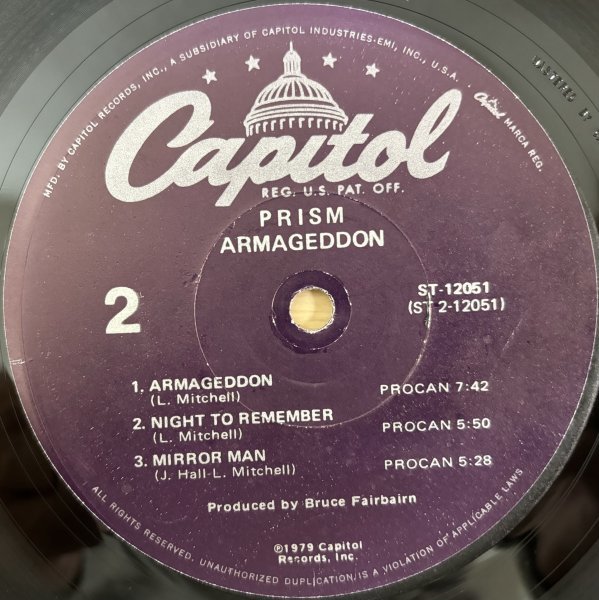 MFD. BY CAPITOL RECORDS, INC., A SUBSIDIARY OF CAPITOL INDUSTRIES-EMI, INC., U.S.A.
Capitol MARCA REG.
Capitol
REG. U.S. PAT. OFF.
PRISM
ARMAGEDDON
2
ST-12051
(ST 2-12051)
1. ARMAGEDDON PROCAN 7:42
(L. Mitchell)
2. NIGHT TO REMEMBER PROCAN 5:50
(L. Mitchell)
3. MIRROR MAN PROCAN 5:28
(J. Hall-L. Mitchell)
Produced by Bruce Fairbairn
℗1979 Capitol
Records, Inc.
ALL RIGHTS RESERVED. UNAUTHORIZED DUPLICATION IS A VIOLATION OF APPLICABLE LAWS